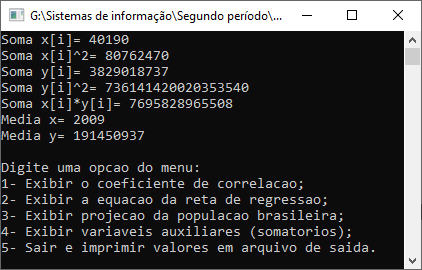 G:\Sistemas de informação\Segundo período\...
Soma x[i]= 40190
Soma x[i]^2= 80762470
Soma y[i]= 3829018737
Soma y[i]^2= 736141420020353540
Soma x[i]*y[i]= 7695828965508
Media x= 2009
Media y= 191450937
Digite uma opcao do menu:
1- Exibir o coeficiente de correlacao;
2- Exibir a equacao da reta de regressao;
3- Exibir projecao da populacao brasileira;
4- Exibir variaveis auxiliares (somatorios);
5- Sair e imprimir valores em arquivo de saida.